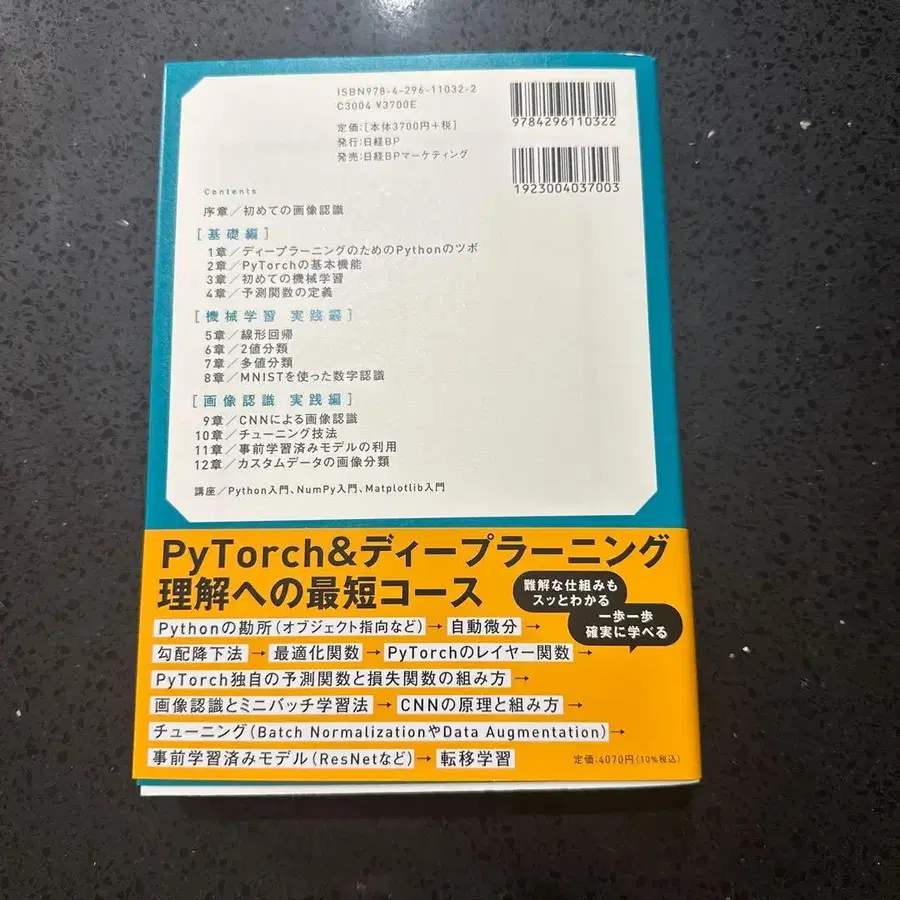 ISBN978-4-296-11032-2
C3004 ¥3700E
定価:[本体3700円+税]
発行:日経BP
発売:日経BPマーケティング
9784296110322
1923004037003
Contents
序章/初めての画像認識
[基礎編]
1章/ディープラーニングのためのPythonのツボ
2章/PyTorchの基本機能
3章/初めての機械学習
4章/予測関数の定義
[機械学習 実践編]
5章/線形回帰
6章/2値分類
7章/多値分類
8章/MNISTを使った数字認識
[画像認識 実践編]
9章/CNNによる画像認識
10章/チューニング技法
11章/事前学習済みモデルの利用
12章/カスタムデータの画像分類
講座/Python入門、NumPy入門、Matplotlib入門
PyTorch&ディープラーニング
理解への最短コース
難解な仕組みも
スッとわかる
一歩一歩
確実に学べる
Pythonの勘所(オブジェクト指向など)→自動微分→
勾配降下法→最適化関数→PyTorchのレイヤー関数→
PyTorch独自の予測関数と損失関数の組み方→
画像認識とミニバッチ学習法→CNNの原理と組み方→
チューニング(Batch NormalizationやData Augmentation)→
事前学習済みモデル(ResNetなど)→転移学習
定価:4070円(10%税込)